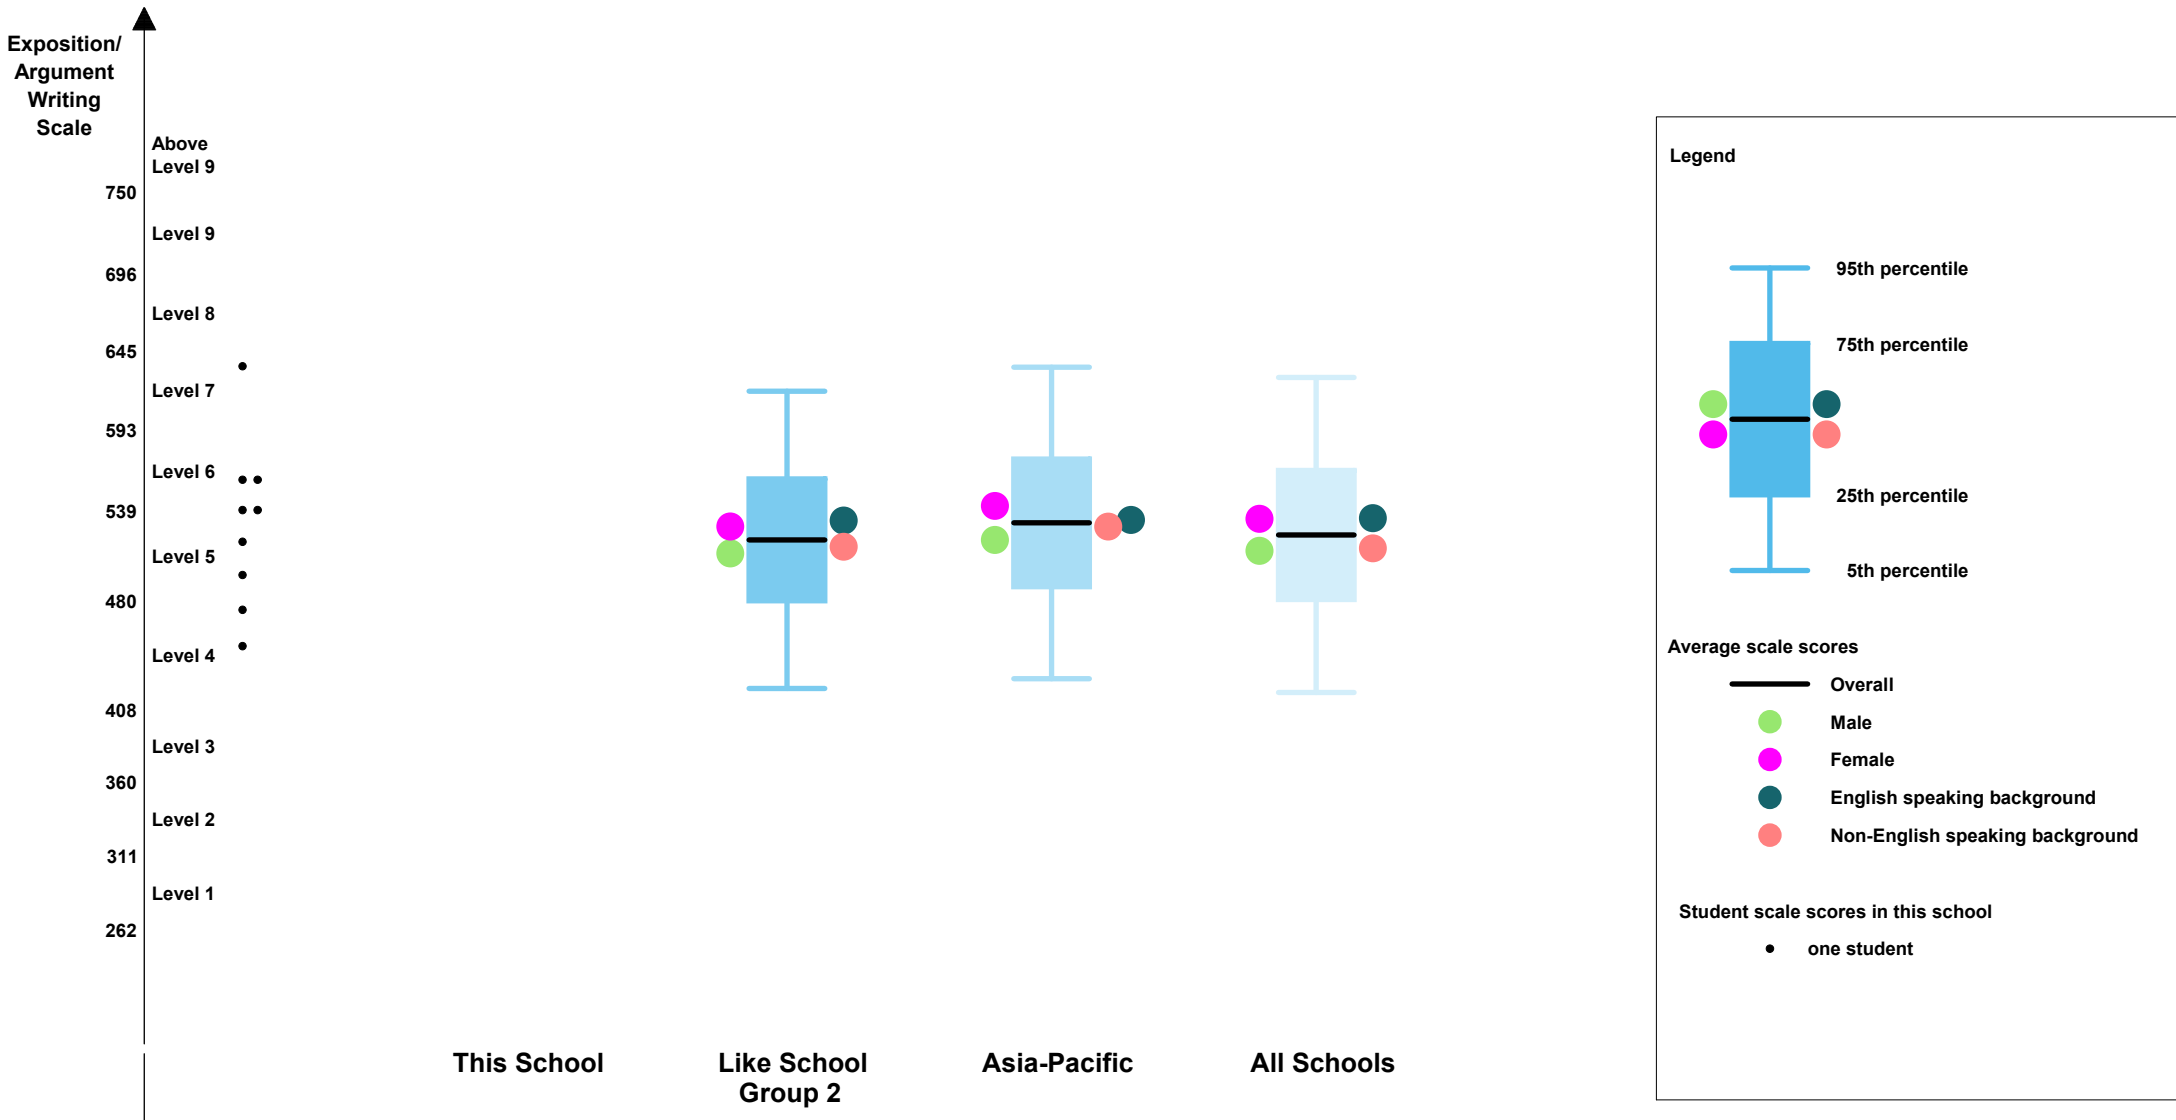 Exposition/
Argument
Writing
Scale
Above
Level 9
750
Level 9
696
Level 8
645
Level 7
593
Level 6
539
Level 5
480
Level 4
408
Level 3
360
Level 2
311
Level 1
262
This School
Like School
Group 2
Asia-Pacific
All Schools
Legend
95th percentile
75th percentile
25th percentile
5th percentile
Average scale scores
Overall
Male
Female
English speaking background
Non-English speaking background
Student scale scores in this school
one student